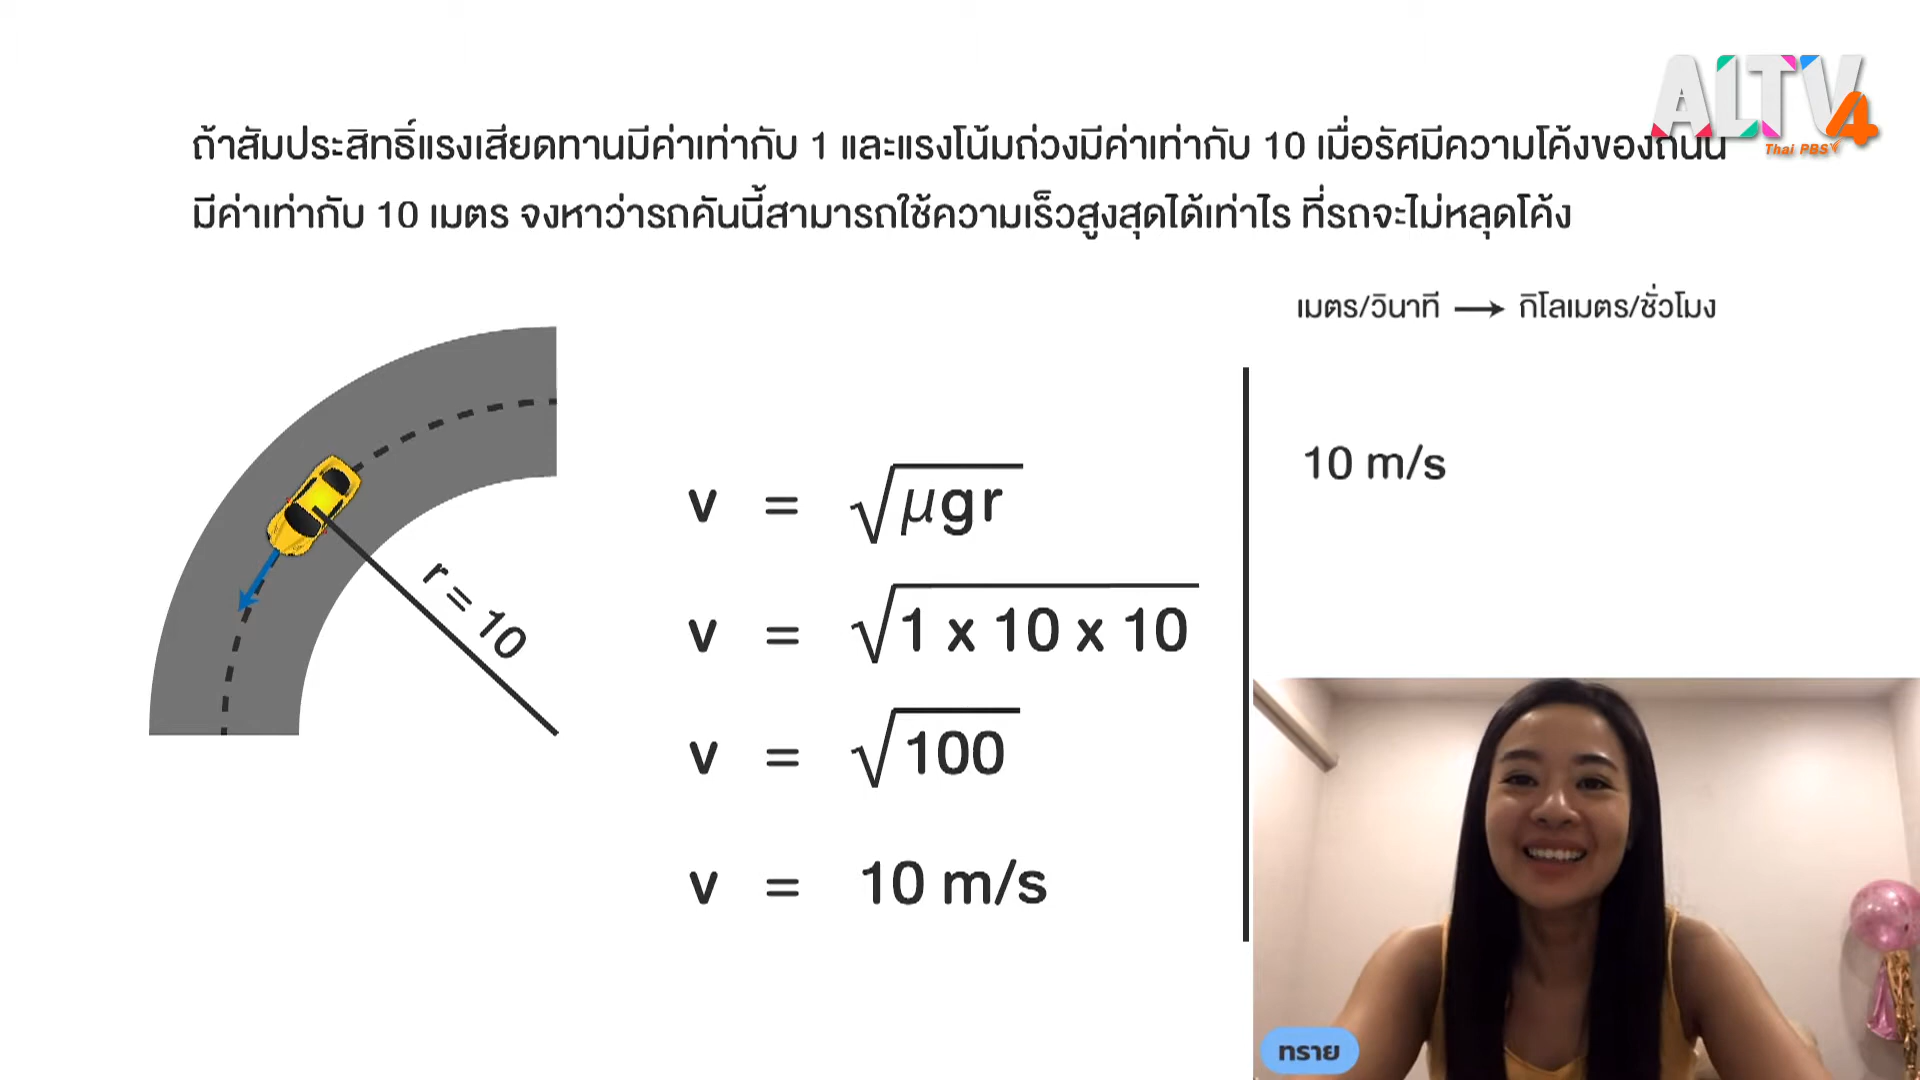 ALTV4
Thai PBS
ถ้าสัมประสิทธิ์แรงเสียดทานมีค่าเท่ากับ 1 และแรงโน้มถ่วงมีค่าเท่ากับ 10 เมื่อรัศมีความโค้งของถนน
มีค่าเท่ากับ 10 เมตร จงหาว่ารถคันนี้สามารถใช้ความเร็วสูงสุดได้เท่าไร ที่รถจะไม่หลุดโค้ง
เมตร/วินาที → กิโลเมตร/ชั่วโมง
r = 10
v = √μgr
v = √1 x 10 x 10
v = √100
v = 10 m/s
10 m/s
ทราย